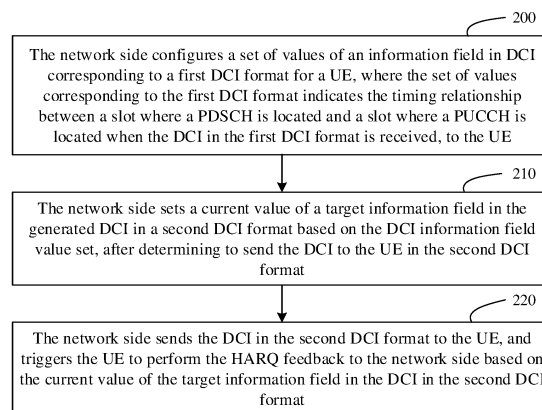 200
The network side configures a set of values of an information field in DCI
corresponding to a first DCI format for a UE, where the set of values
corresponding to the first DCI format indicates the timing relationship
between a slot where a PDSCH is located and a slot where a PUCCH is
located when the DCI in the first DCI format is received, to the UE
210
The network side sets a current value of a target information field in the
generated DCI in a second DCI format based on the DCI information field
value set, after determining to send the DCI to the UE in the second DCI
format
220
The network side sends the DCI in the second DCI format to the UE, and
triggers the UE to perform the HARQ feedback to the network side based on
the current value of the target information field in the DCI in the second DCI
format